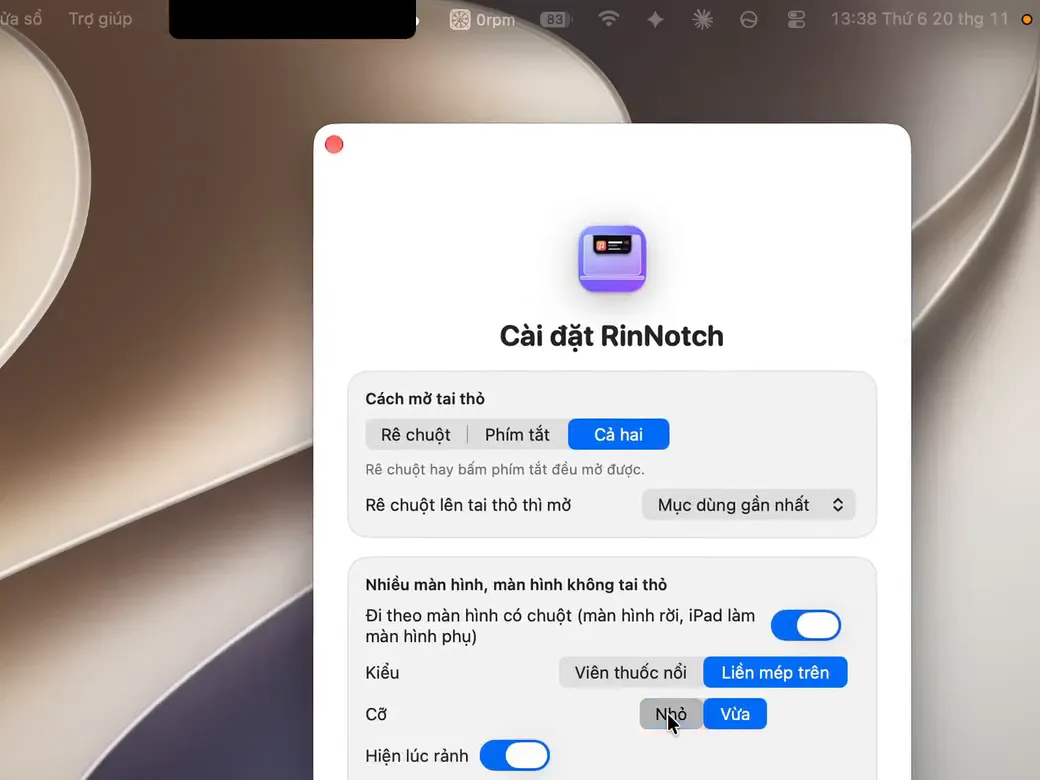 ửa sổ Trợ giúp 0rpm 83 13:38 Thứ 6 20 thg 11
Cài đặt RinNotch
Cách mở tai thỏ
Rê chuột Phím tắt Cả hai
Rê chuột hay bấm phím tắt đều mở được.
Rê chuột lên tai thỏ thì mở Mục dùng gần nhất
Nhiều màn hình, màn hình không tai thỏ
Đi theo màn hình có chuột (màn hình rời, iPad làm
màn hình phụ)
Kiểu Viên thuốc nổi Liền mép trên
Cỡ Nhỏ Vừa
Hiện lúc rảnh